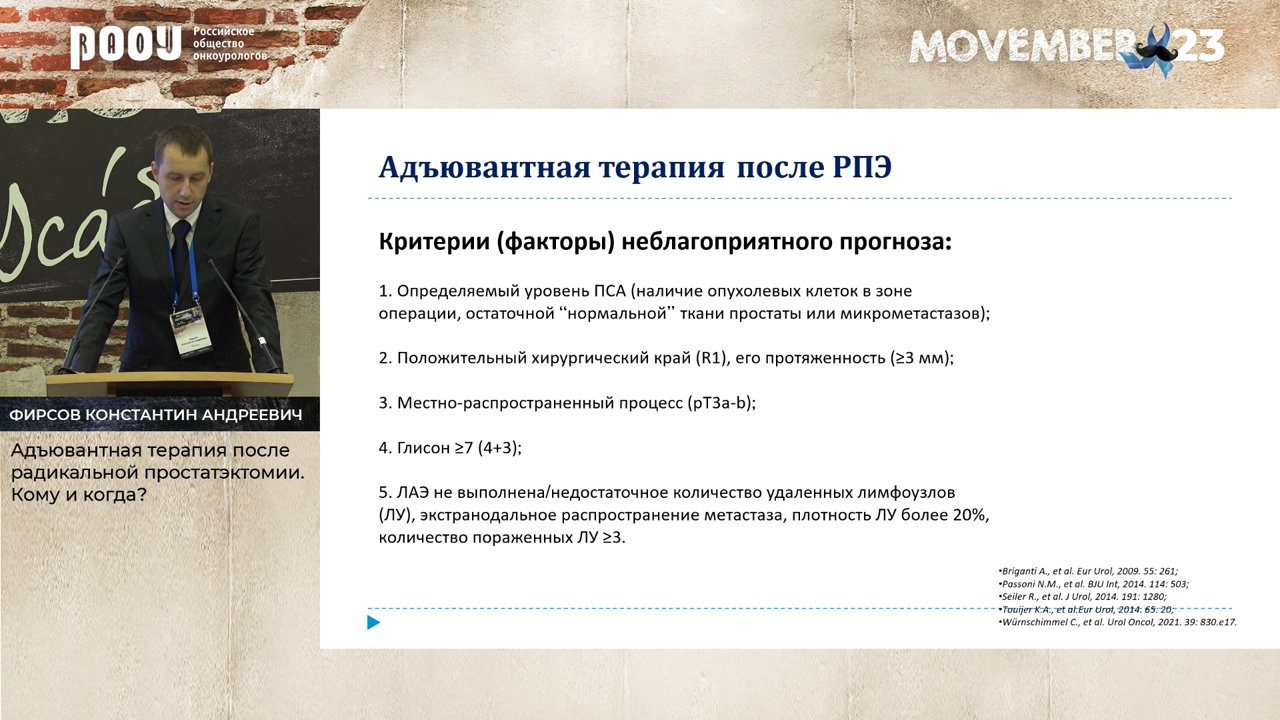 РООУ
Российское
общество
онкоурологов
MOVEMBER 23
ФИРСОВ КОНСТАНТИН АНДРЕЕВИЧ
Адъювантная терапия после
радикальной простатэктомии.
Кому и когда?
Адъювантная терапия после РПЭ
Критерии (факторы) неблагоприятного прогноза:
1. Определяемый уровень ПСА (наличие опухолевых клеток в зоне
операции, остаточной “нормальной” ткани простаты или микрометастазов);
2. Положительный хирургический край (R1), его протяженность (≥3 мм);
3. Местно-распространенный процесс (pT3a-b);
4. Глисон ≥7 (4+3);
5. ЛАЭ не выполнена/недостаточное количество удаленных лимфоузлов
(ЛУ), экстранодальное распространение метастаза, плотность ЛУ более 20%,
количество пораженных ЛУ ≥3.
•Briganti A., et al. Eur Urol, 2009. 55: 261;
•Passoni N.M., et al. BJU Int, 2014. 114: 503;
•Seiler R., et al. J Urol, 2014. 191: 1280;
•Touijer K.A., et al.Eur Urol, 2014. 65: 20;
•Würnschimmel C., et al. Urol Oncol, 2021. 39: 830.e17.